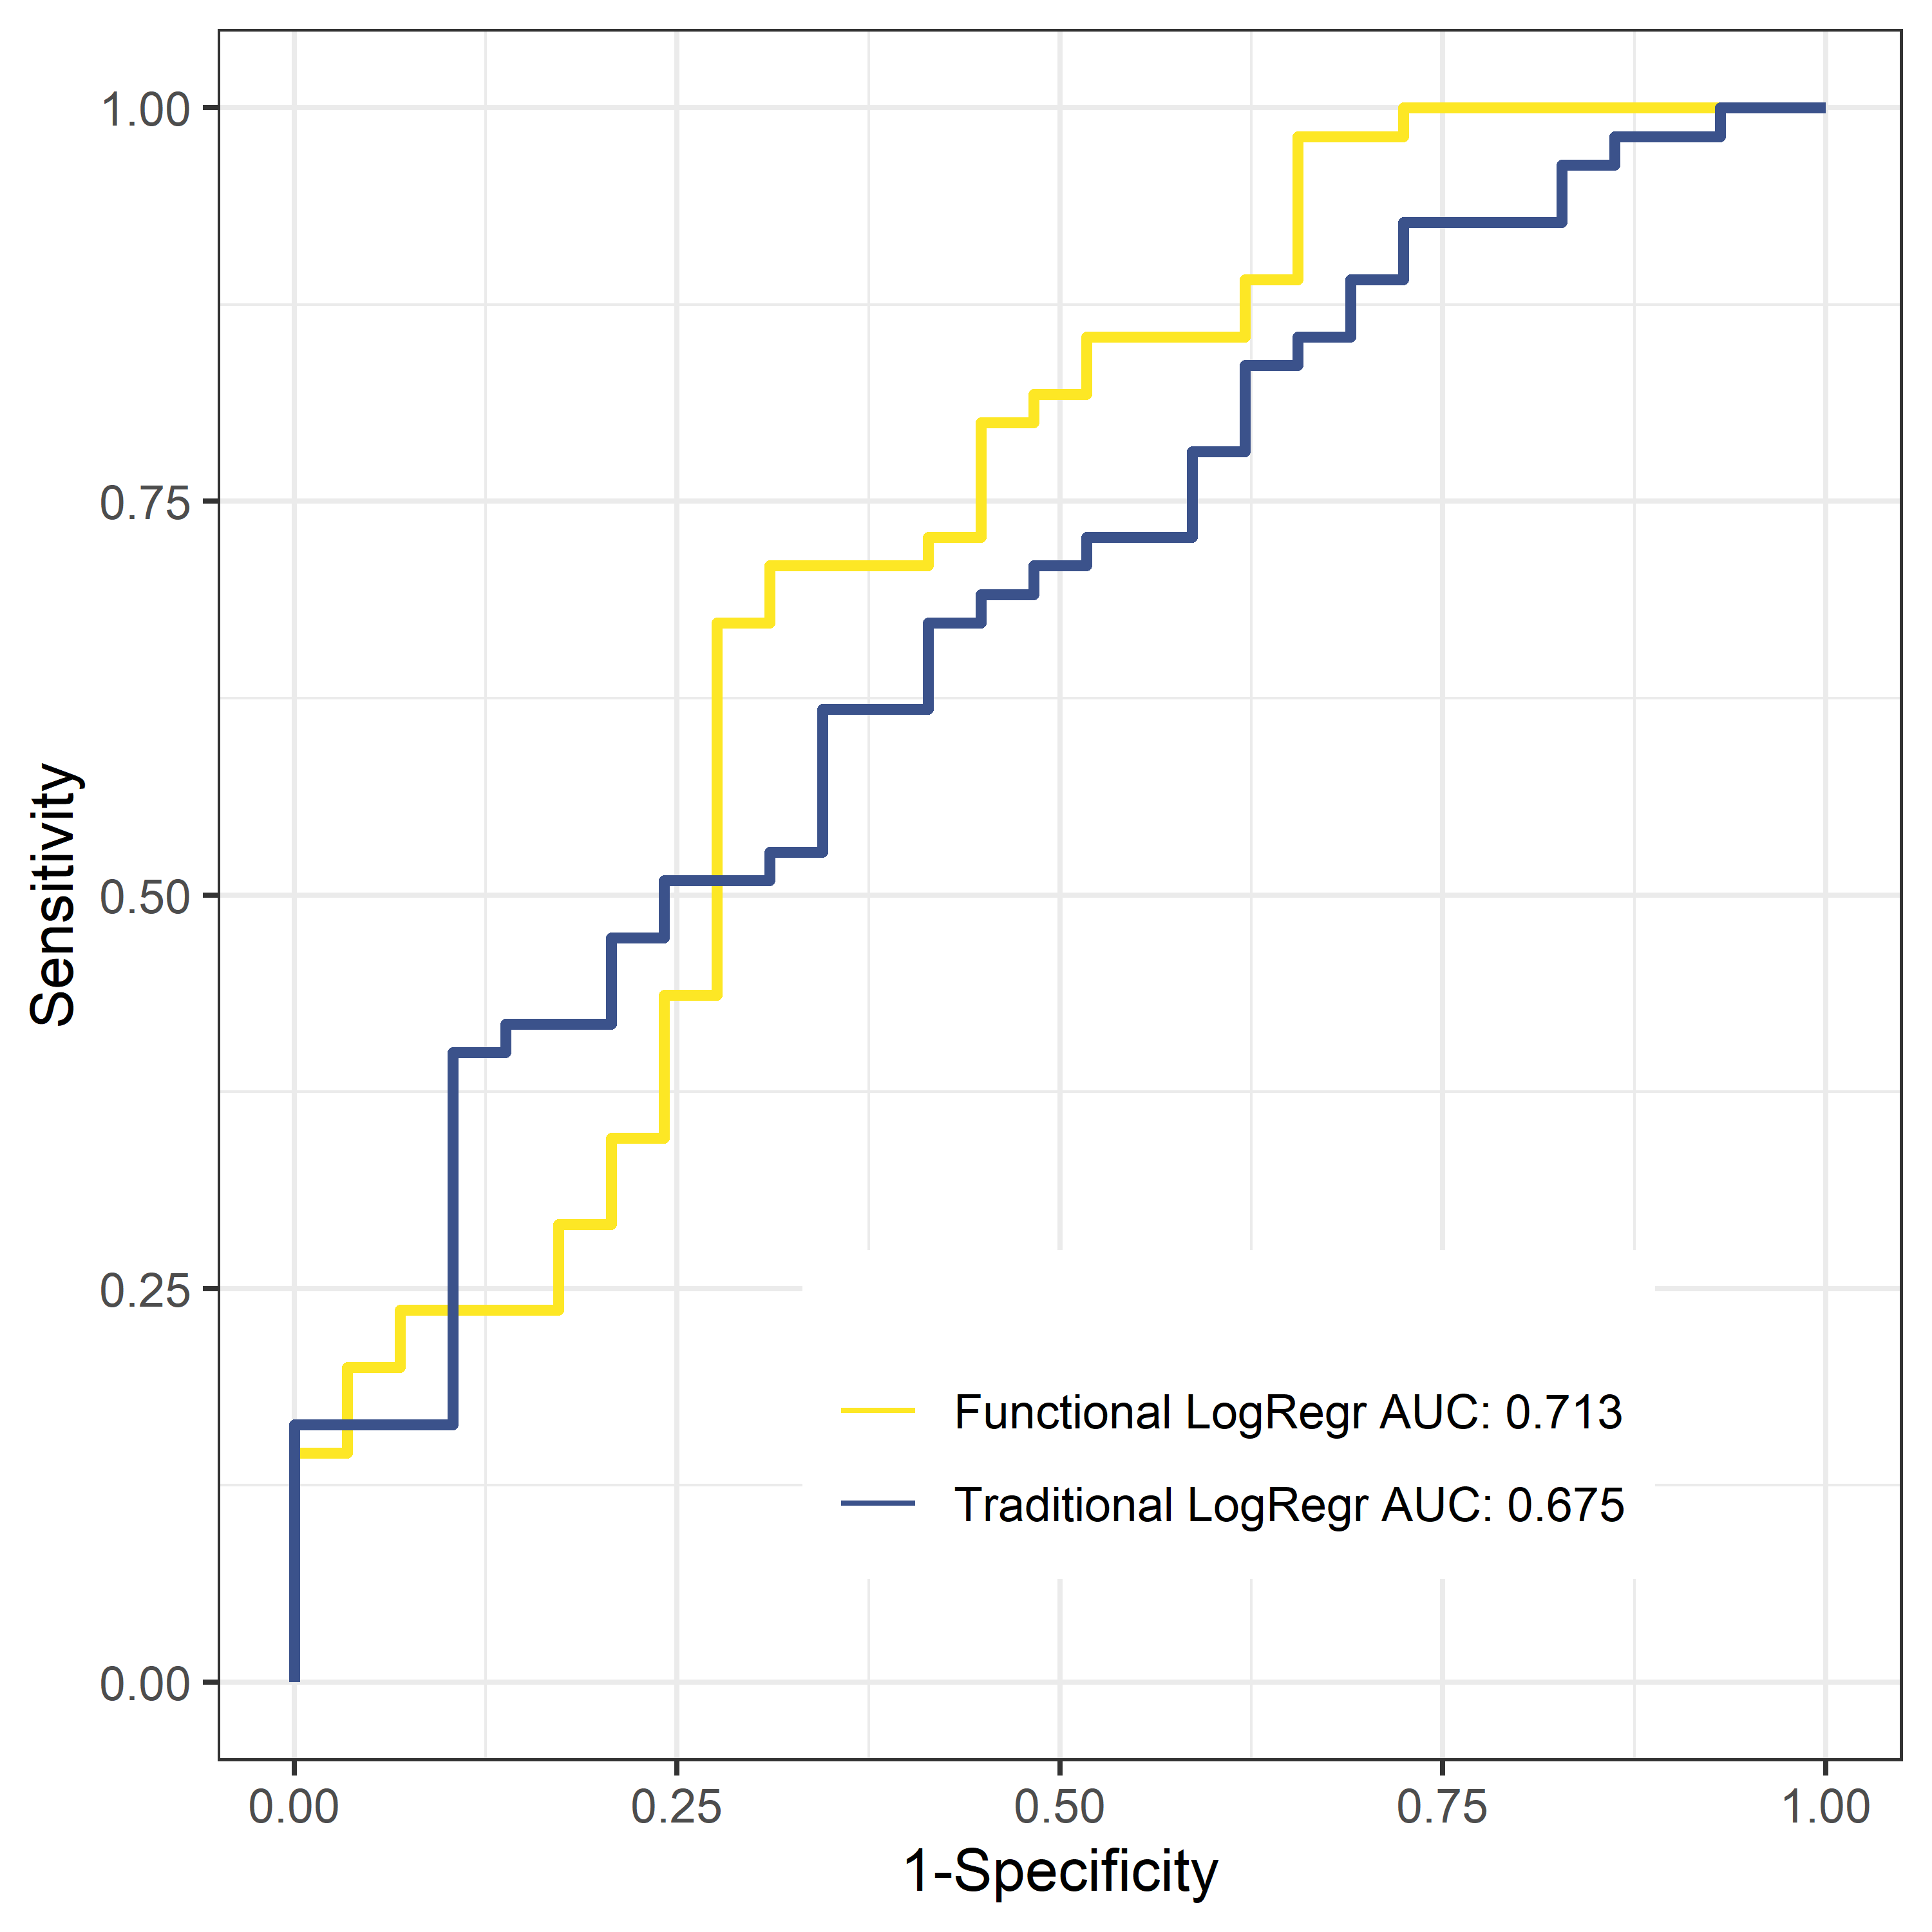 1.00
0.75
0.50
0.25
0.00
Sensitivity
Functional LogRegr AUC: 0.713
Traditional LogRegr AUC: 0.675
0.00 0.25 0.50 0.75 1.00
1-Specificity